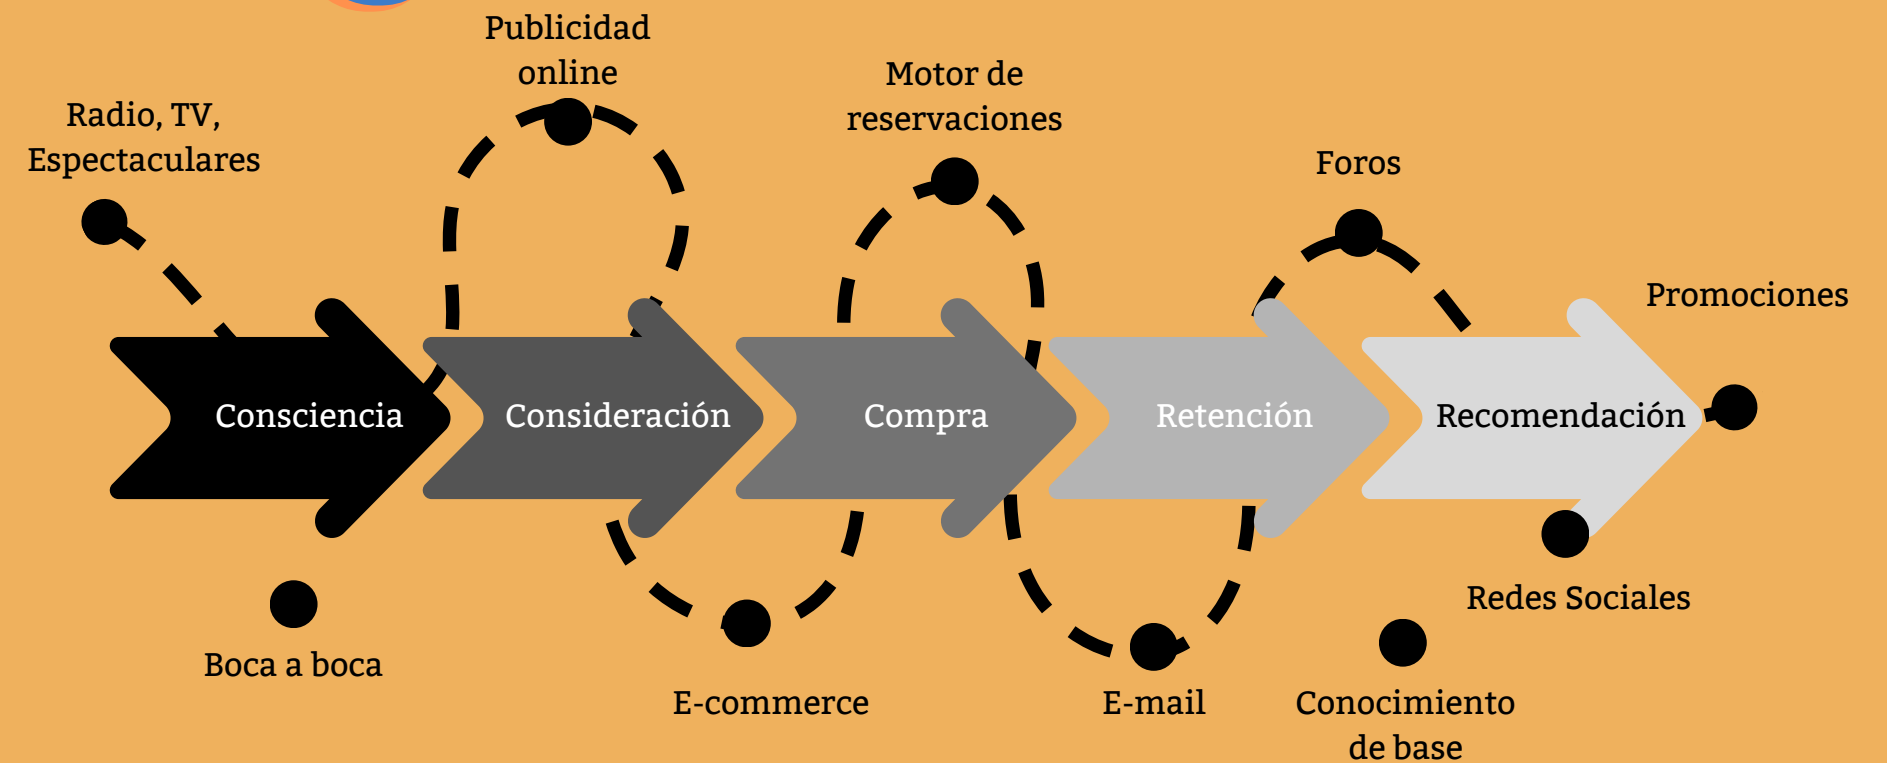 Publicidad
online
Motor de
reservaciones
Radio, TV,
Espectaculares
Foros
Promociones
Consciencia
Consideración
Compra
Retención
Recomendación
Redes Sociales
Boca a boca
E-commerce
E-mail
Conocimiento
de base